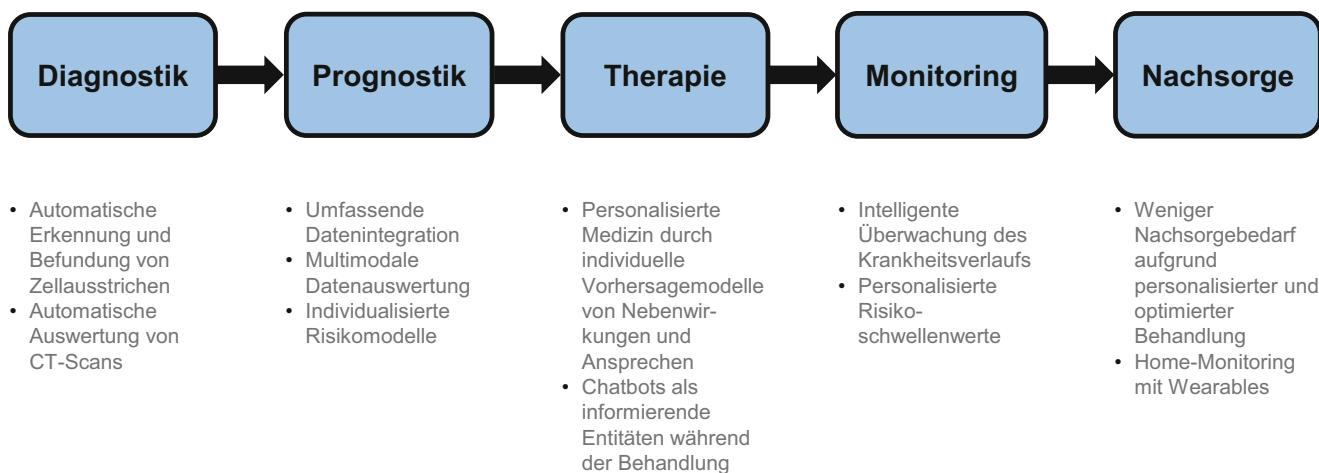 Diagnostik
Prognostik
Therapie
Monitoring
Nachsorge
• Automatische
Erkennung und
Befundung von
Zellausstrichen
• Automatische
Auswertung von
CT-Scans
• Umfassende
Datenintegration
• Multimodale
Datenauswertung
• Individualisierte
Risikomodelle
• Personalisierte
Medizin durch
individuelle
Vorhersagemodelle
von Nebenwir-
kungen und
Ansprechen
• Chatbots als
informierende
Entitäten während
der Behandlung
• Intelligente
Überwachung des
Krankheitsverlaufs
• Personalisierte
Risiko-
schwellenwerte
• Weniger
Nachsorgebedarf
aufgrund
personalisierter und
optimierter
Behandlung
• Home-Monitoring
mit Wearables